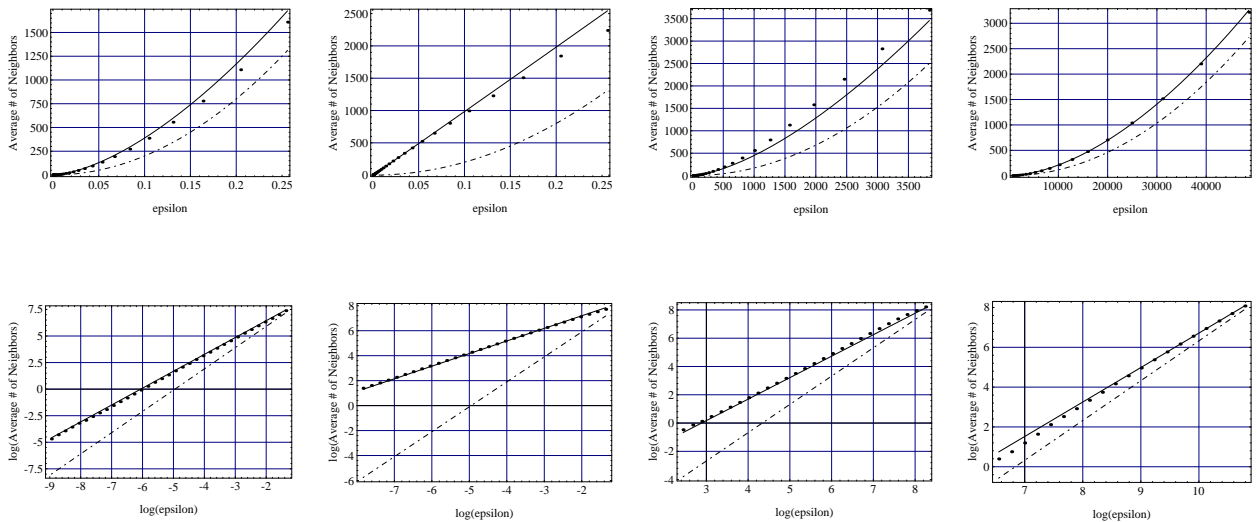 Average # of Neighbors
1500
1250
1000
750
500
250
0
0 0.05 0.1 0.15 0.2 0.25
epsilon
Average # of Neighbors
2500
2000
1500
1000
500
0
0 0.05 0.1 0.15 0.2 0.25
epsilon
Average # of Neighbors
3500
3000
2500
2000
1500
1000
500
0
0 500 1000 1500 2000 2500 3000 3500
epsilon
Average # of Neighbors
3000
2500
2000
1500
1000
500
0
10000 20000 30000 40000
epsilon
log(Average # of Neighbors)
7.5
5
2.5
0
-2.5
-5
-7.5
-9 -8 -7 -6 -5 -4 -3 -2
log(epsilon)
log(Average # of Neighbors)
8
6
4
2
0
-2
-4
-6
-7 -6 -5 -4 -3 -2
log(epsilon)
log(Average # of Neighbors)
8
6
4
2
0
-2
-4
3 4 5 6 7 8
log(epsilon)
log(Average # of Neighbors)
8
6
4
2
0
7 8 9 10
log(epsilon)